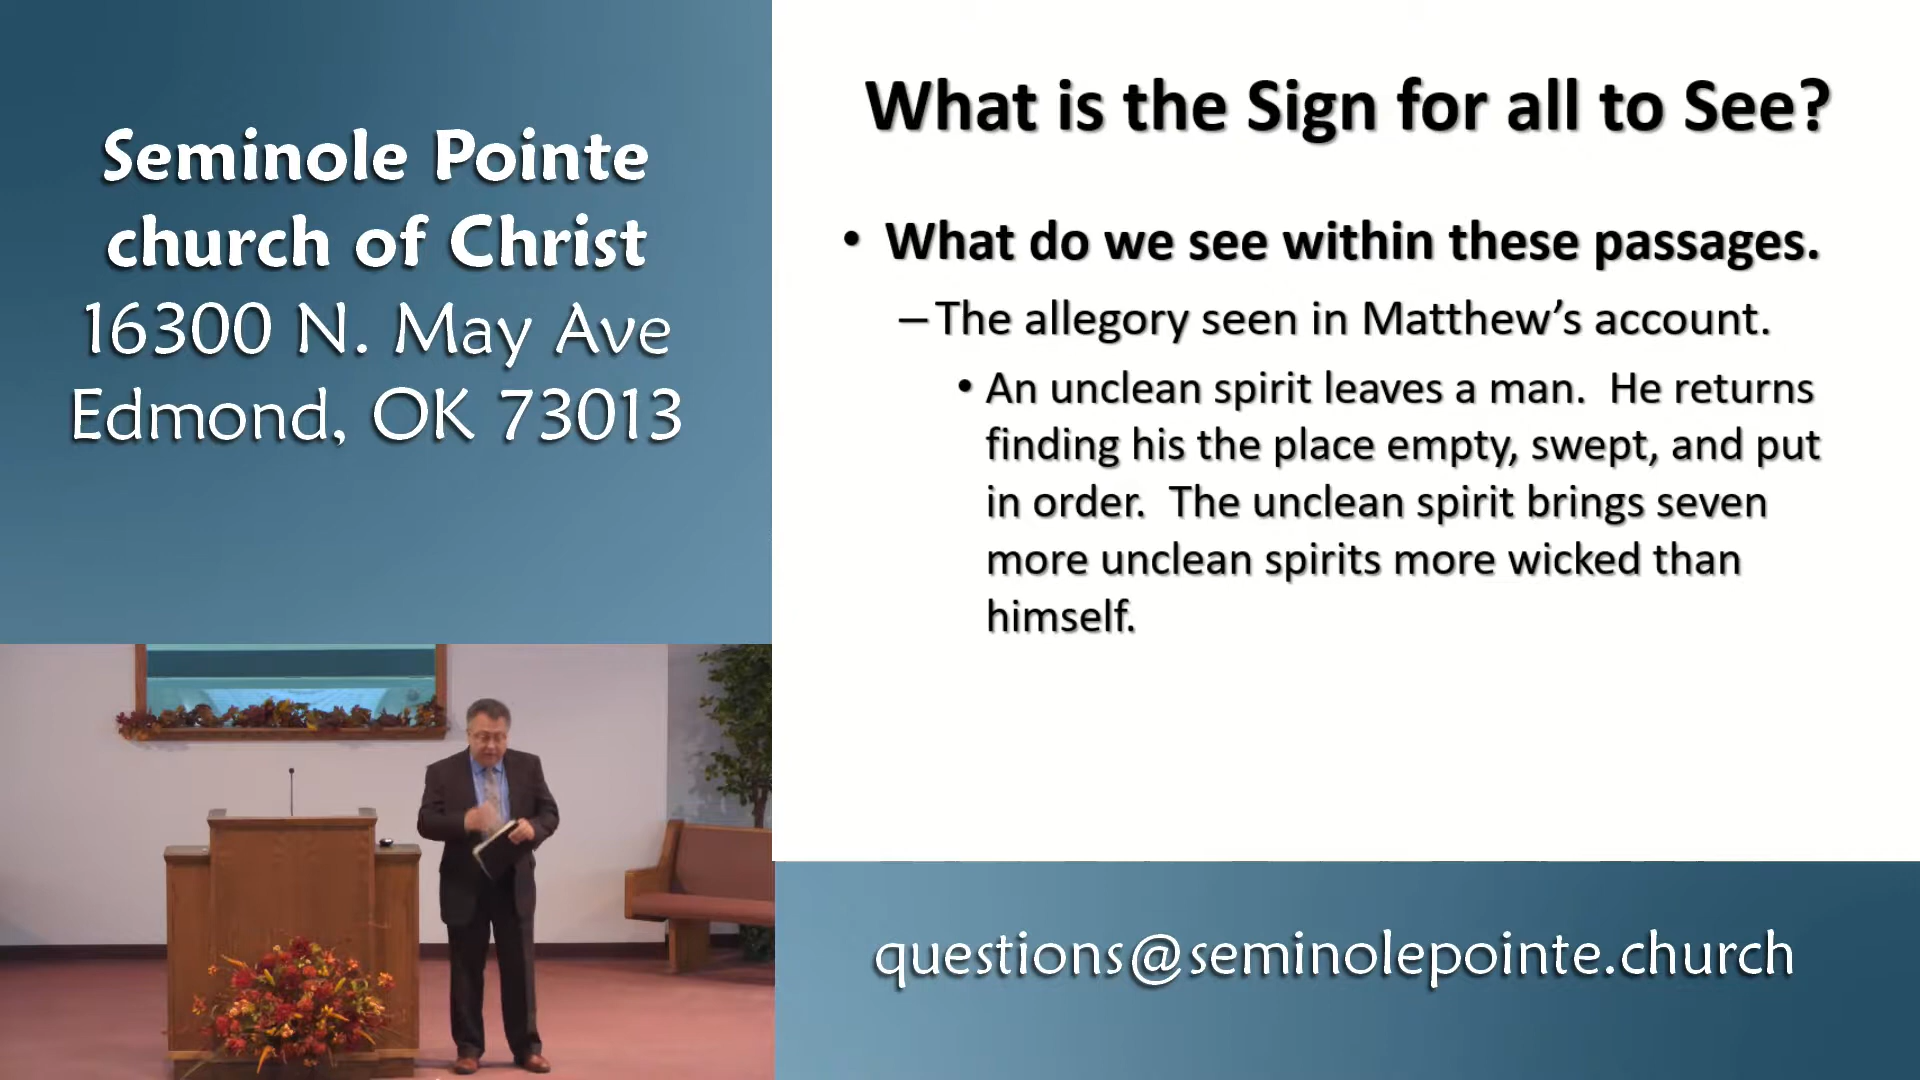 Seminole Pointe
church of Christ
16300 N. May Ave
Edmond, OK 73013
What is the Sign for all to See?
• What do we see within these passages.
– The allegory seen in Matthew’s account.
• An unclean spirit leaves a man.  He returns
finding his the place empty, swept, and put
in order.  The unclean spirit brings seven
more unclean spirits more wicked than
himself.
questions@seminolepointe.church